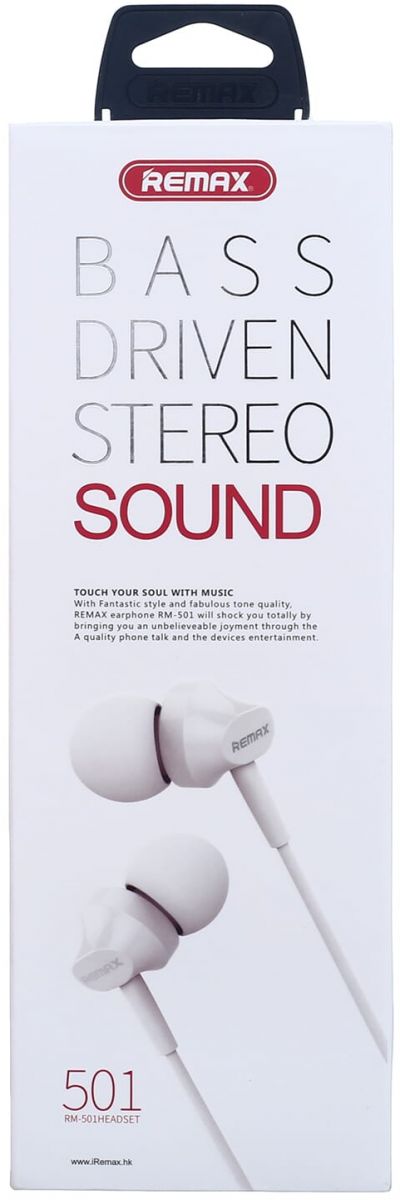 REMAX
REMAX®
BASS
DRIVEN
STEREO
SOUND
TOUCH YOUR SOUL WITH MUSIC
With Fantastic style and fabulous tone quality,
REMAX earphone RM-501 will shock you totally by
bringing you an unbelieveable joyment through the
A quality phone talk and the devices entertainment.
REMAX
REMAX
501
RM-501HEADSET
www.iRemax.hk